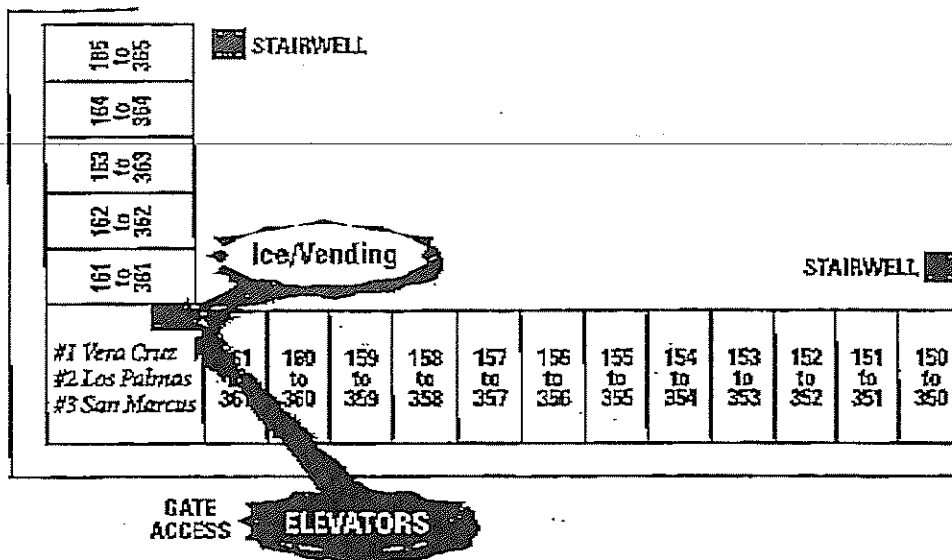 165
to
365
STAIRWELL
164
to
364
163
to
363
162
to
362
161
to
361
Ice/Vending
STAIRWELL
#1 Vera Cruz
#2 Los Palmas
#3 San Marcus
61
361
160
to
360
159
to
359
158
to
358
157
to
357
156
to
356
155
to
355
154
to
354
153
to
353
152
to
352
151
to
351
150
to
350
GATE
ACCESS
ELEVATORS